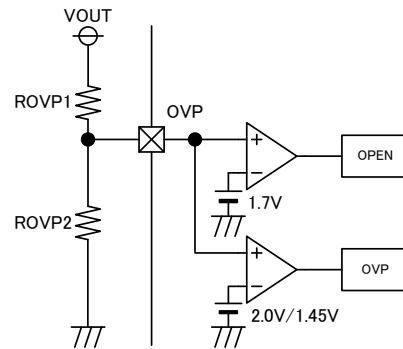 VOUT
ROVP1
OVP
OPEN
1.7V
ROVP2
OVP
2.0V/1.45V